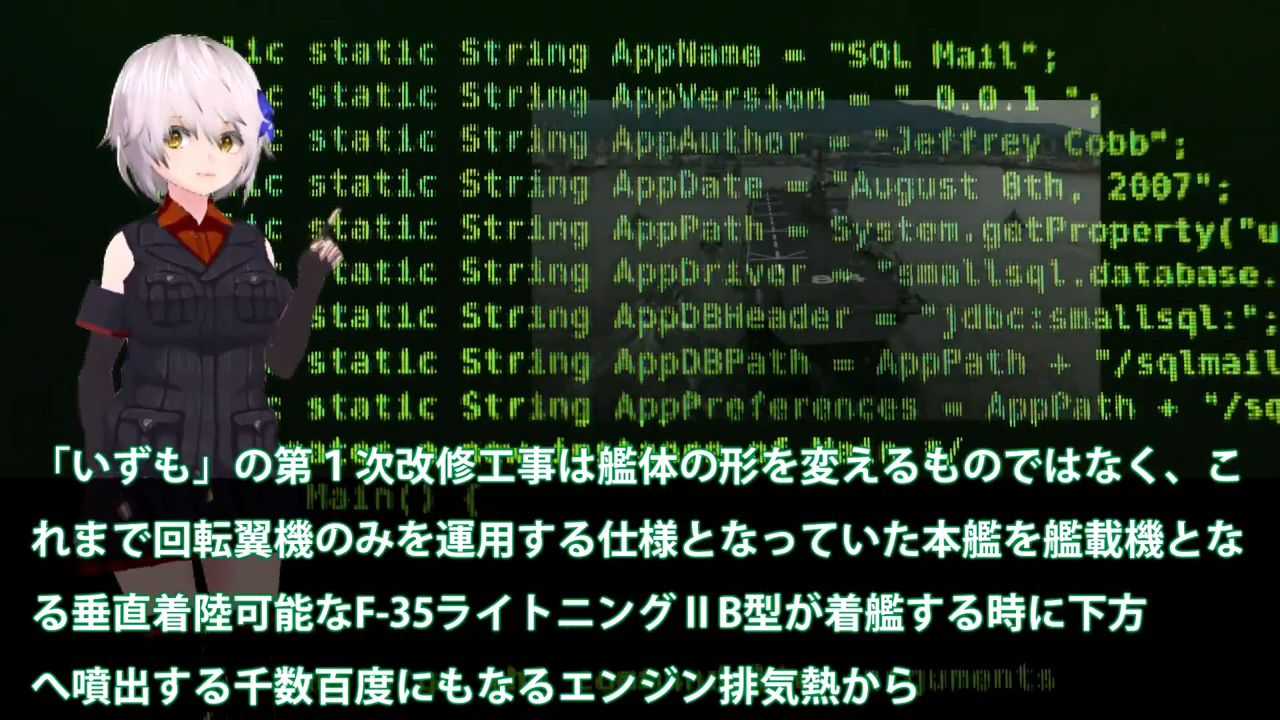 lic static String AppName = "SQL Mail";
c static String AppVersion = " 0.0.1 ";
static String AppAuthor = "Jeffrey Cobb";
ic static String AppDate = "August 8th, 2007";
static String AppPath = System.getProperty("u
static String AppDriver = "smallsql.database.
static String AppDBHeader = "jdbc:smallsql:";
static String AppDBPath = AppPath + "/sqlmail
static String AppPreferences = AppPath + "/sq
Main() {
「いずも」の第1次改修工事は艦体の形を変えるものではなく、こ
れまで回転翼機のみを運用する仕様となっていた本艦を艦載機とな
る垂直着陸可能なF-35ライトニングⅡB型が着艦する時に下方
へ噴出する千数百度にもなるエンジン排気熱から